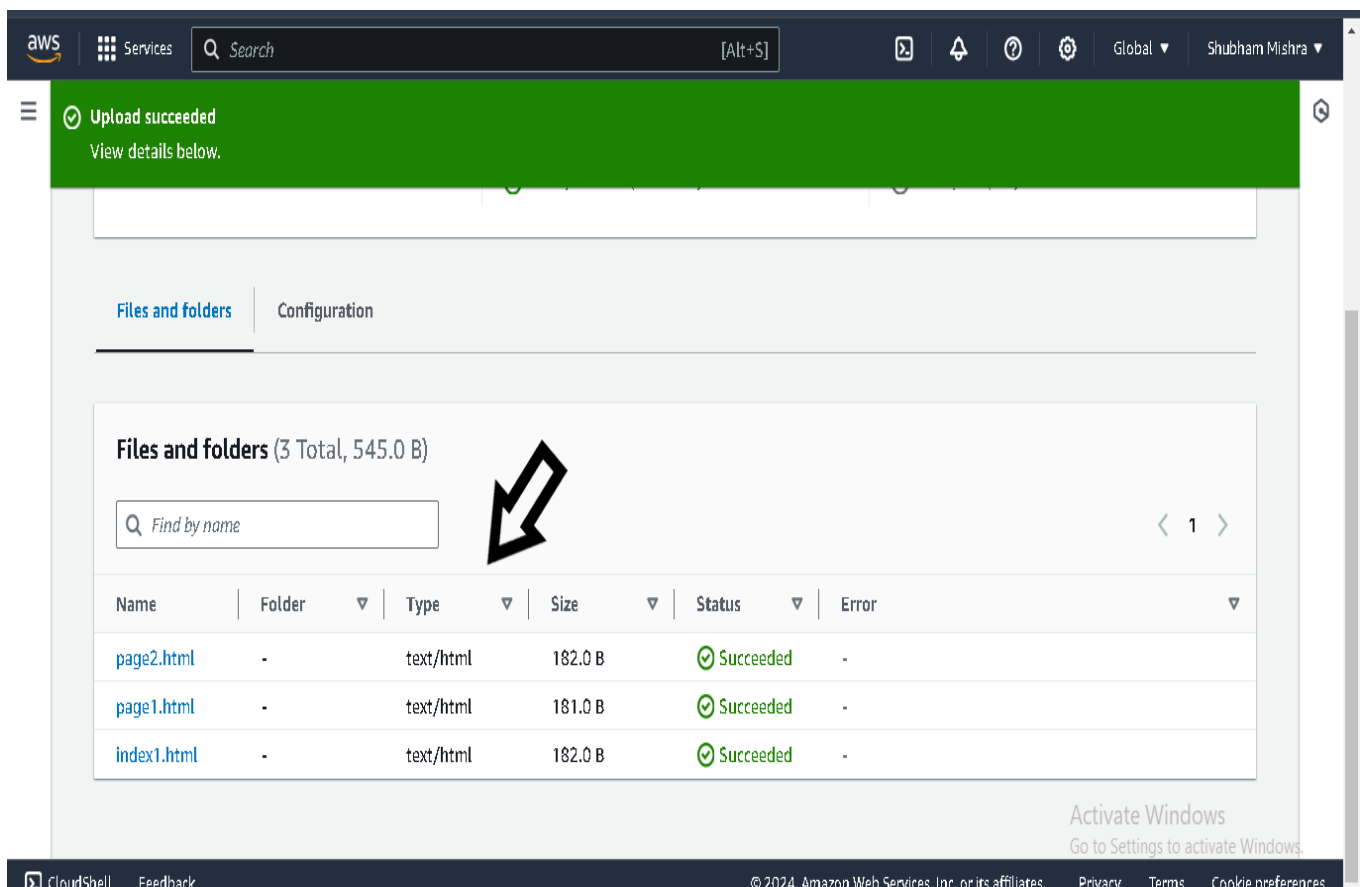 aws Services Search [Alt+S] Global Shubham Mishra
Upload succeeded
View details below.
Files and folders Configuration
Files and folders (3 Total, 545.0 B)
Find by name
1
Name Folder Type Size Status Error
page2.html - text/html 182.0 B Succeeded -
page1.html - text/html 181.0 B Succeeded -
index1.html - text/html 182.0 B Succeeded -
Activate Windows
Go to Settings to activate Windows.
CloudShell Feedback © 2024, Amazon Web Services, Inc. or its affiliates. Privacy Terms Cookie preferences